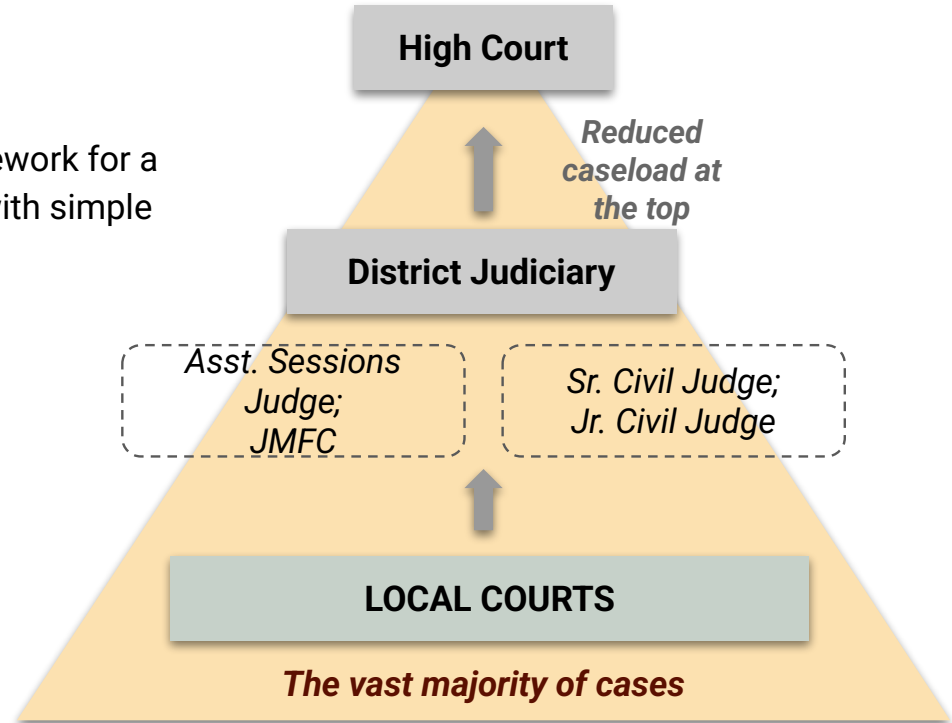 High Court
Reduced
caseload at
the top
ework for a
with simple
District Judiciary
Asst. Sessions
Judge;
JMFC
Sr. Civil Judge;
Jr. Civil Judge
LOCAL COURTS
The vast majority of cases